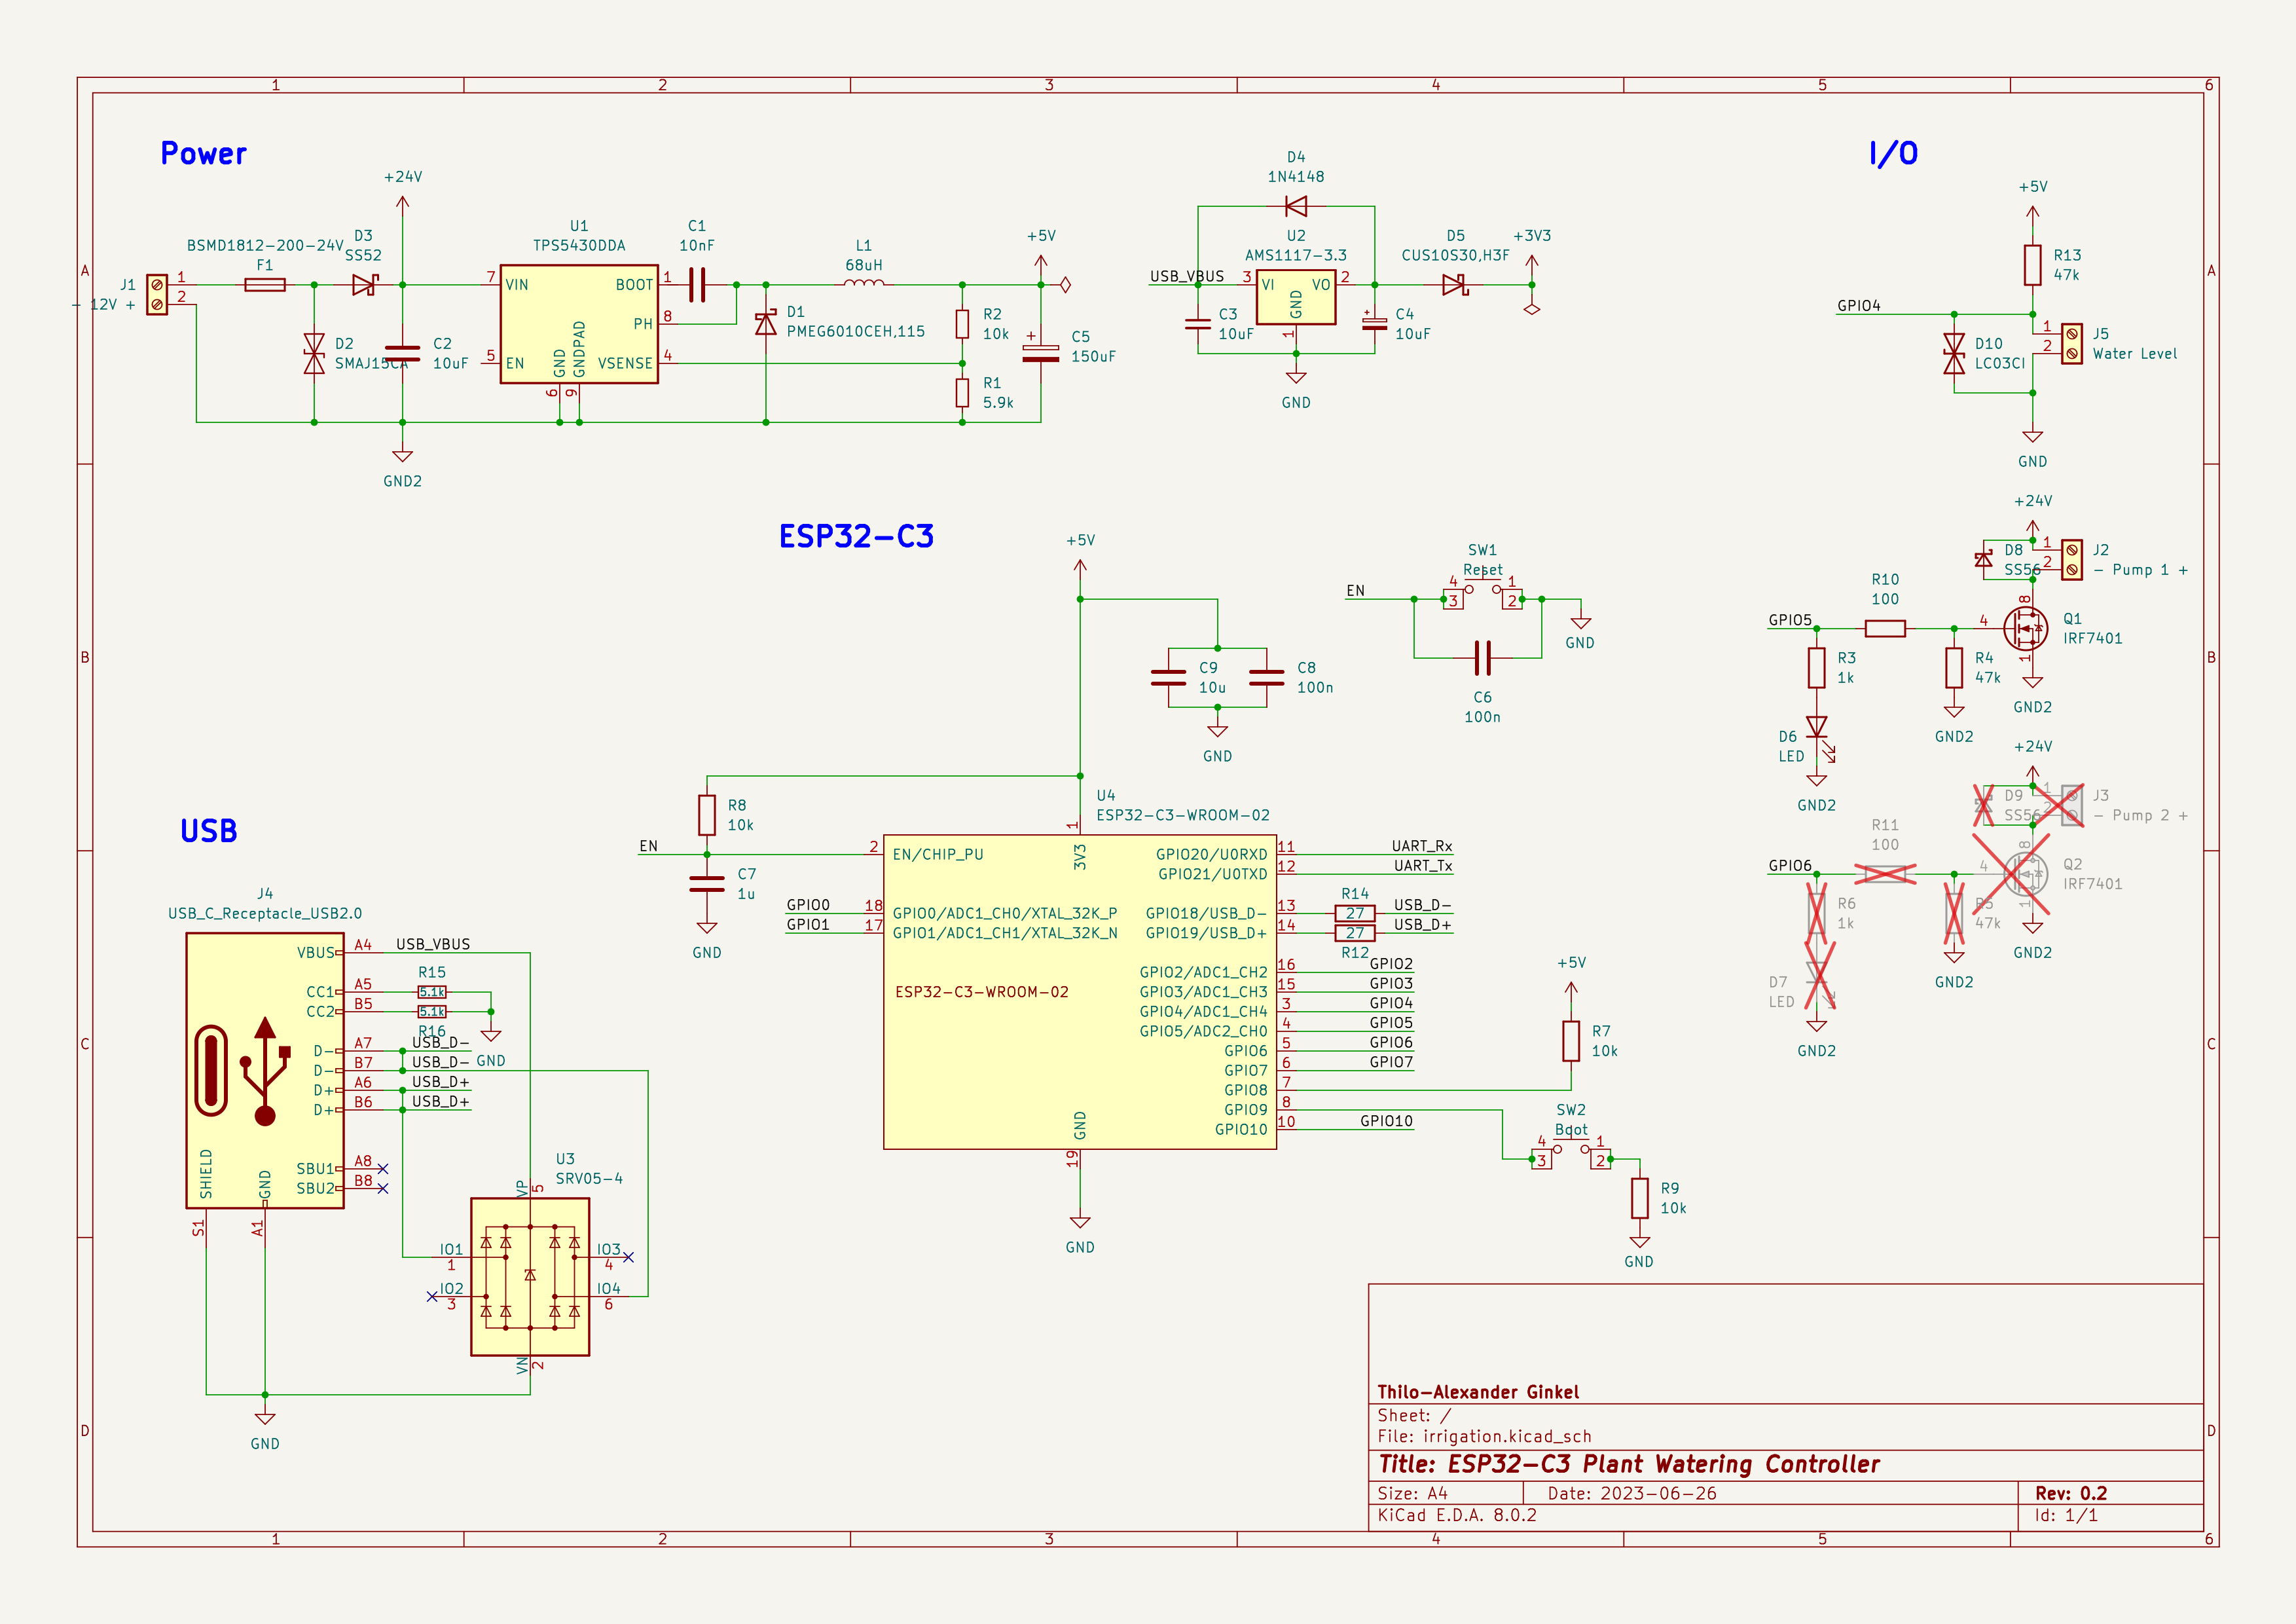 1 2 3 4 5 6
A
B
C
D
A
B
C
D
1 2 3 4 5 6
Power
J1
- 12V +
1
2
BSMD1812-200-24V
F1
D3
SS52
+24V
D2
SMAJ15CA
C2
10uF
GND2
U1
TPS5430DDA
7
VIN
5
EN
BOOT
1
PH
8
VSENSE
4
GND
6
GNDPAD
9
C1
10nF
D1
PMEG6010CEH,115
L1
68uH
R2
10k
R1
5.9k
+5V
C5
150uF
D4
1N4148
U2
AMS1117-3.3
USB_VBUS
3
VI
VO
2
GND
1
C3
10uF
C4
10uF
GND
D5
CUS10S30,H3F
+3V3
I/O
+5V
R13
47k
GPIO4
D10
LC03CI
1
2
J5
Water Level
GND
+24V
D8
SS56
1
2
J2
- Pump 1 +
R10
100
GPIO5
R3
1k
R4
47k
4
8
1
Q1
IRF7401
D6
LED
GND2
GND2
GND2
+24V
D9
SS56
1
2
J3
- Pump 2 +
R11
100
GPIO6
R6
1k
R5
47k
4
8
1
Q2
IRF7401
D7
LED
GND2
GND2
GND2
ESP32-C3
+5V
C9
10u
C8
100n
GND
SW1
Reset
EN
4
3
1
2
GND
C6
100n
R8
10k
EN
C7
1u
GND
U4
ESP32-C3-WROOM-02
1
3V3
2
EN/CHIP_PU
GPIO0
18
GPIO0/ADC1_CH0/XTAL_32K_P
GPIO1
17
GPIO1/ADC1_CH1/XTAL_32K_N
ESP32-C3-WROOM-02
GPIO20/U0RXD
11
UART_Rx
GPIO21/U0TXD
12
UART_Tx
GPIO18/USB_D-
13
R14
27
USB_D-
GPIO19/USB_D+
14
27
R12
USB_D+
GPIO2/ADC1_CH2
16
GPIO2
GPIO3/ADC1_CH3
15
GPIO3
GPIO4/ADC1_CH4
3
GPIO4
GPIO5/ADC2_CH0
4
GPIO5
GPIO6
5
GPIO6
GPIO7
6
GPIO7
GPIO8
7
GPIO9
8
GPIO10
10
GPIO10
GND
19
GND
+5V
R7
10k
SW2
Boot
4
3
1
2
R9
10k
GND
USB
J4
USB_C_Receptacle_USB2.0
VBUS
A4
USB_VBUS
CC1
A5
R15
5.1k
CC2
B5
5.1k
R16
GND
D-
A7
USB_D-
D-
B7
USB_D-
D+
A6
USB_D+
D+
B6
USB_D+
SBU1
A8
SBU2
B8
SHIELD
S1
GND
A1
GND
U3
SRV05-4
VP
5
IO1
1
IO2
3
IO3
4
IO4
6
VN
2
Thilo-Alexander Ginkel
Sheet: /
File: irrigation.kicad_sch
Title: ESP32-C3 Plant Watering Controller
Size: A4
Date: 2023-06-26
Rev: 0.2
KiCad E.D.A. 8.0.2
Id: 1/1